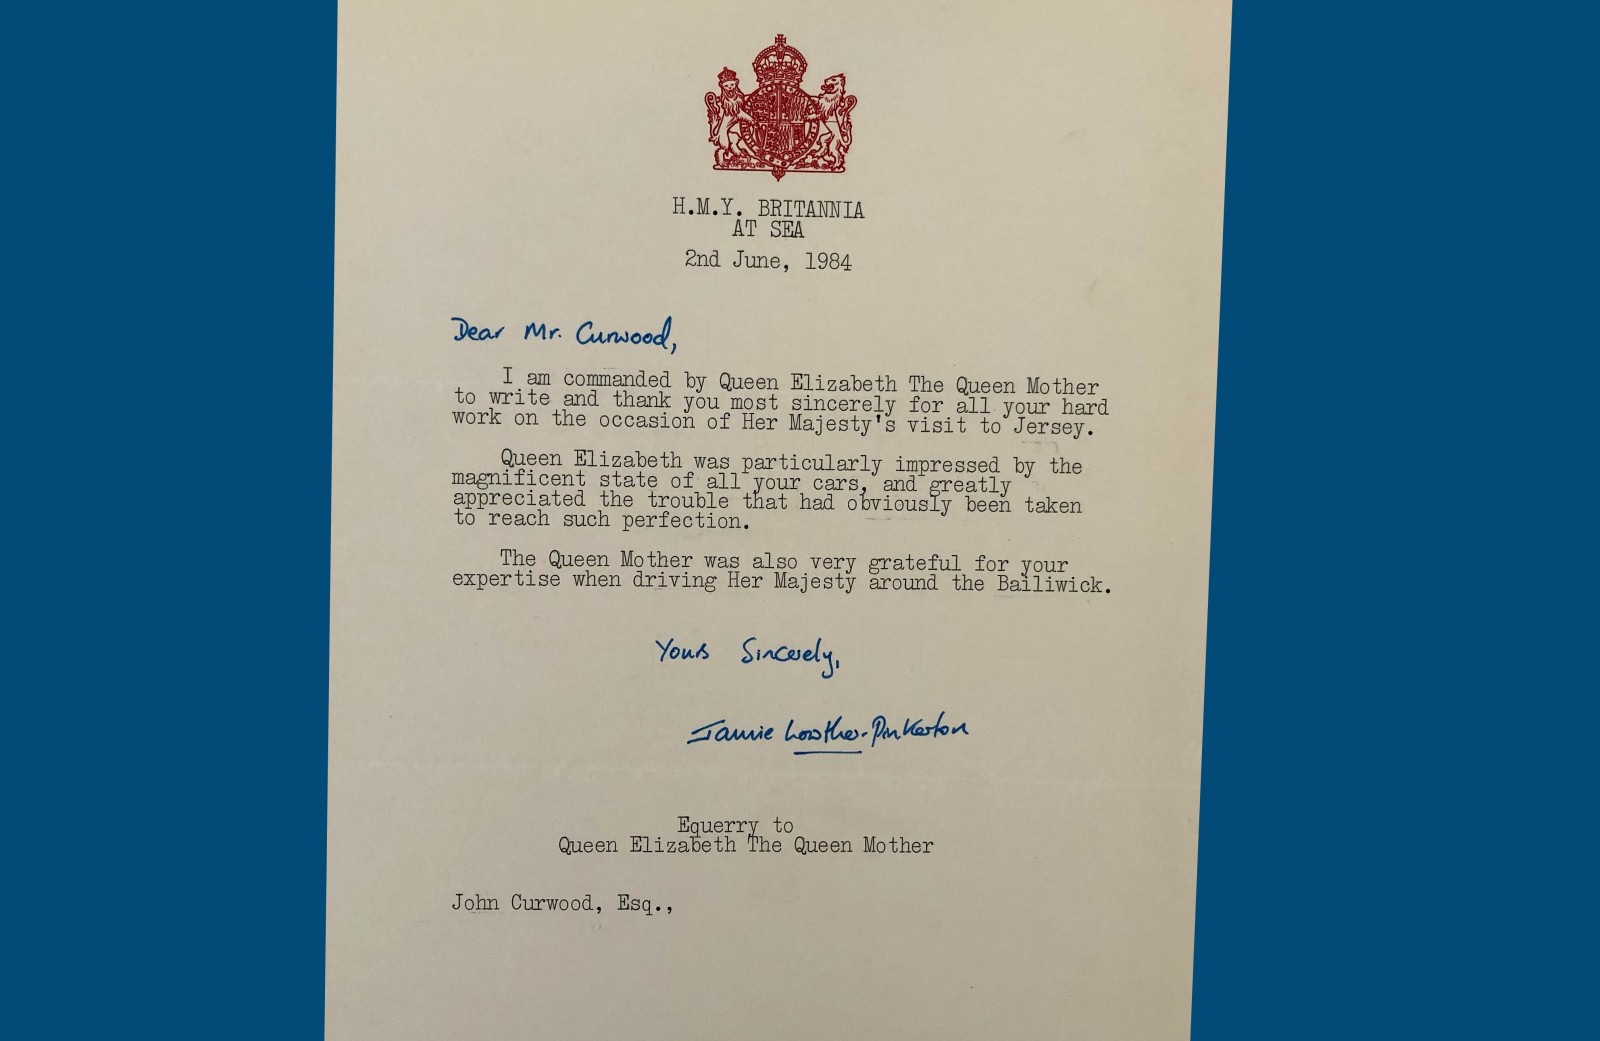 H.M.Y. BRITANNIA
AT SEA
2nd June, 1984
Dear Mr. Curwood,
I am commanded by Queen Elizabeth The Queen Mother
to write and thank you most sincerely for all your hard
work on the occasion of Her Majesty's visit to Jersey.
Queen Elizabeth was particularly impressed by the
magnificent state of all your cars, and greatly
appreciated the trouble that had obviously been taken
to reach such perfection.
The Queen Mother was also very grateful for your
expertise when driving Her Majesty around the Bailiwick.
Yours Sincerely,
Jamie Lowther-Pinkerton
Equerry to
Queen Elizabeth The Queen Mother
John Curwood, Esq.,